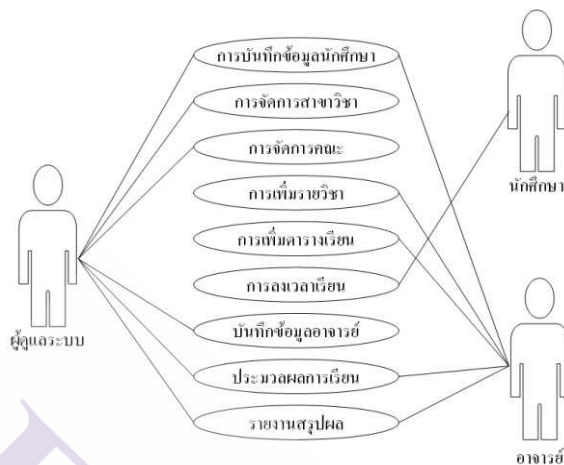 การบันทึกข้อมูลนักศึกษา
การจัดการสาขาวิชา
การจัดการคณะ
การเพิ่มรายวิชา
การเพิ่มตารางเรียน
การลงเวลาเรียน
บันทึกข้อมูลอาจารย์
ประมวลผลการเรียน
รายงานสรุปผล
ผู้ดูแลระบบ
นักศึกษา
อาจารย์